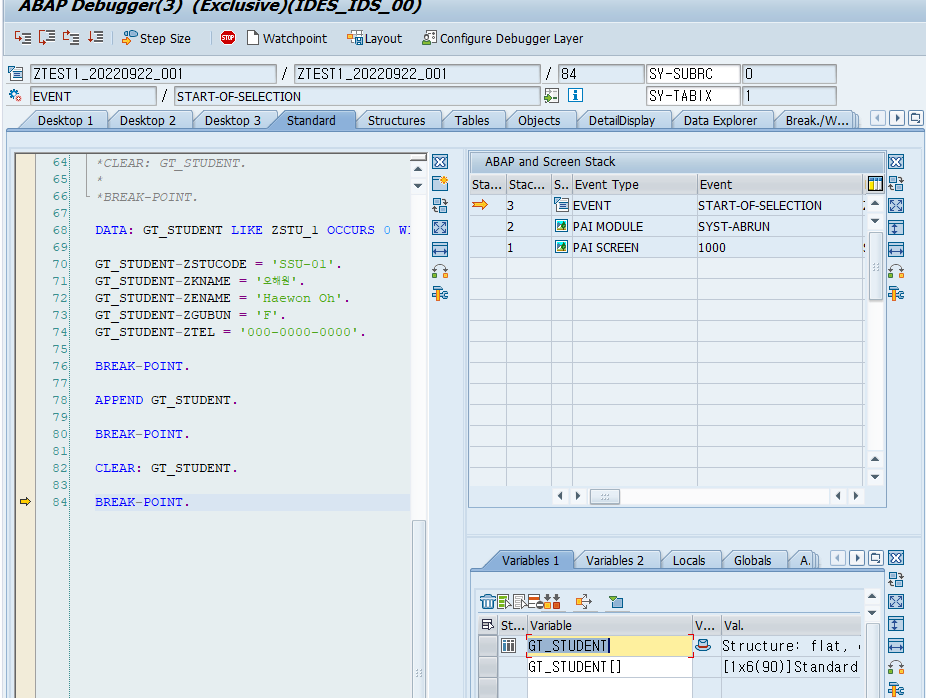 ABAP Debugger(3) (Exclusive)(IDES_IDS_00)
Step Size STOP Watchpoint Layout Configure Debugger Layer
ZTEST1_20220922_001 / ZTEST1_20220922_001 / 84 SY-SUBRC 0
EVENT / START-OF-SELECTION SY-TABIX 1
Desktop 1 Desktop 2 Desktop 3 Standard Structures Tables Objects DetailDisplay Data Explorer Break./W...
64 *CLEAR: GT_STUDENT.
65 *
66 *BREAK-POINT.
67
68 DATA: GT_STUDENT LIKE ZSTU_1 OCCURS 0 WI
69
70 GT_STUDENT-ZSTUCODE = 'SSU-01'.
71 GT_STUDENT-ZKNAME = '오해원'.
72 GT_STUDENT-ZENAME = 'Haewon Oh'.
73 GT_STUDENT-ZGUBUN = 'F'.
74 GT_STUDENT-ZTEL = '000-0000-0000'.
75
76 BREAK-POINT.
77
78 APPEND GT_STUDENT.
79
80 BREAK-POINT.
81
82 CLEAR: GT_STUDENT.
83
84 BREAK-POINT.
ABAP and Screen Stack
Sta... Stac... S.. Event Type Event
3 EVENT START-OF-SELECTION
2 PAI MODULE SYST-ABRUN
1 PAI SCREEN 1000
Variables 1 Variables 2 Locals Globals A.
St... Variable V... Val.
GT_STUDENT Structure: flat,
GT_STUDENT[] [1x6(90)]Standard